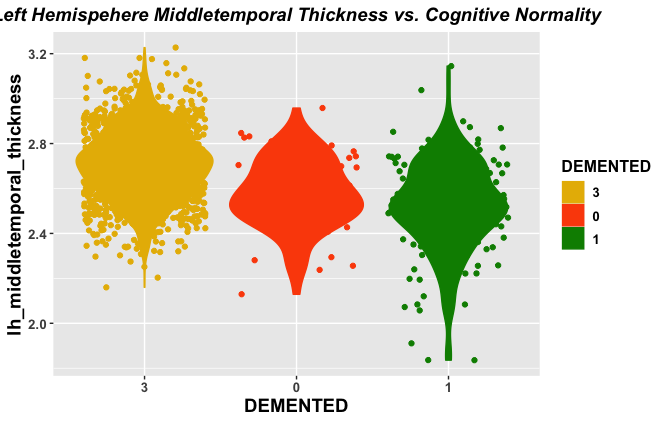 Left Hemispehere Middletemporal Thickness vs. Cognitive Normality
lh_middletemporal_thickness
3.2
2.8
2.4
2.0
3 0 1
DEMENTED
DEMENTED
3
0
1